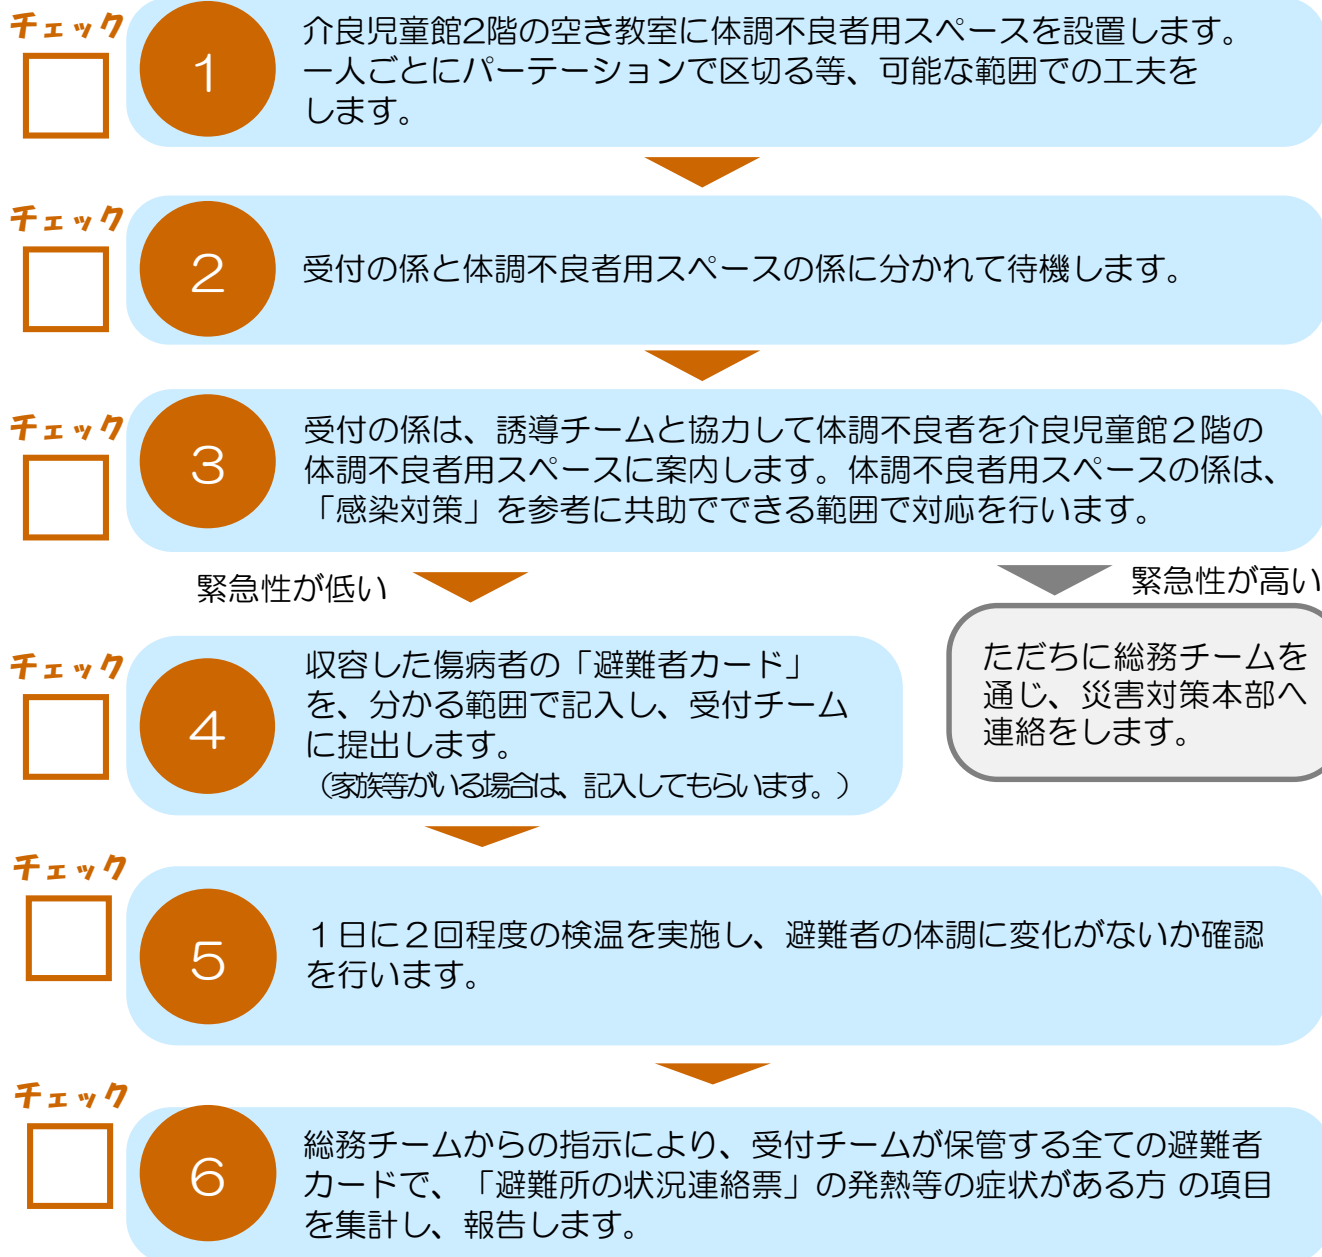 チェック
1
介良児童館2階の空き教室に体調不良者用スペースを設置します。
一人ごとにパーテーションで区切る等、可能な範囲での工夫を
します。
チェック
2
受付の係と体調不良者用スペースの係に分かれて待機します。
チェック
3
受付の係は、誘導チームと協力して体調不良者を介良児童館２階の
体調不良者用スペースに案内します。体調不良者用スペースの係は、
「感染対策」を参考に共助でできる範囲で対応を行います。
緊急性が低い
緊急性が高い
チェック
4
収容した傷病者の「避難者カード」
を、分かる範囲で記入し、受付チーム
に提出します。
（家族等がいる場合は、記入してもらいます。）
ただちに総務チームを
通じ、災害対策本部へ
連絡をします。
チェック
5
１日に２回程度の検温を実施し、避難者の体調に変化がないか確認
を行います。
チェック
6
総務チームからの指示により、受付チームが保管する全ての避難者
カードで、「避難所の状況連絡票」の発熱等の症状がある方 の項目
を集計し、報告します。